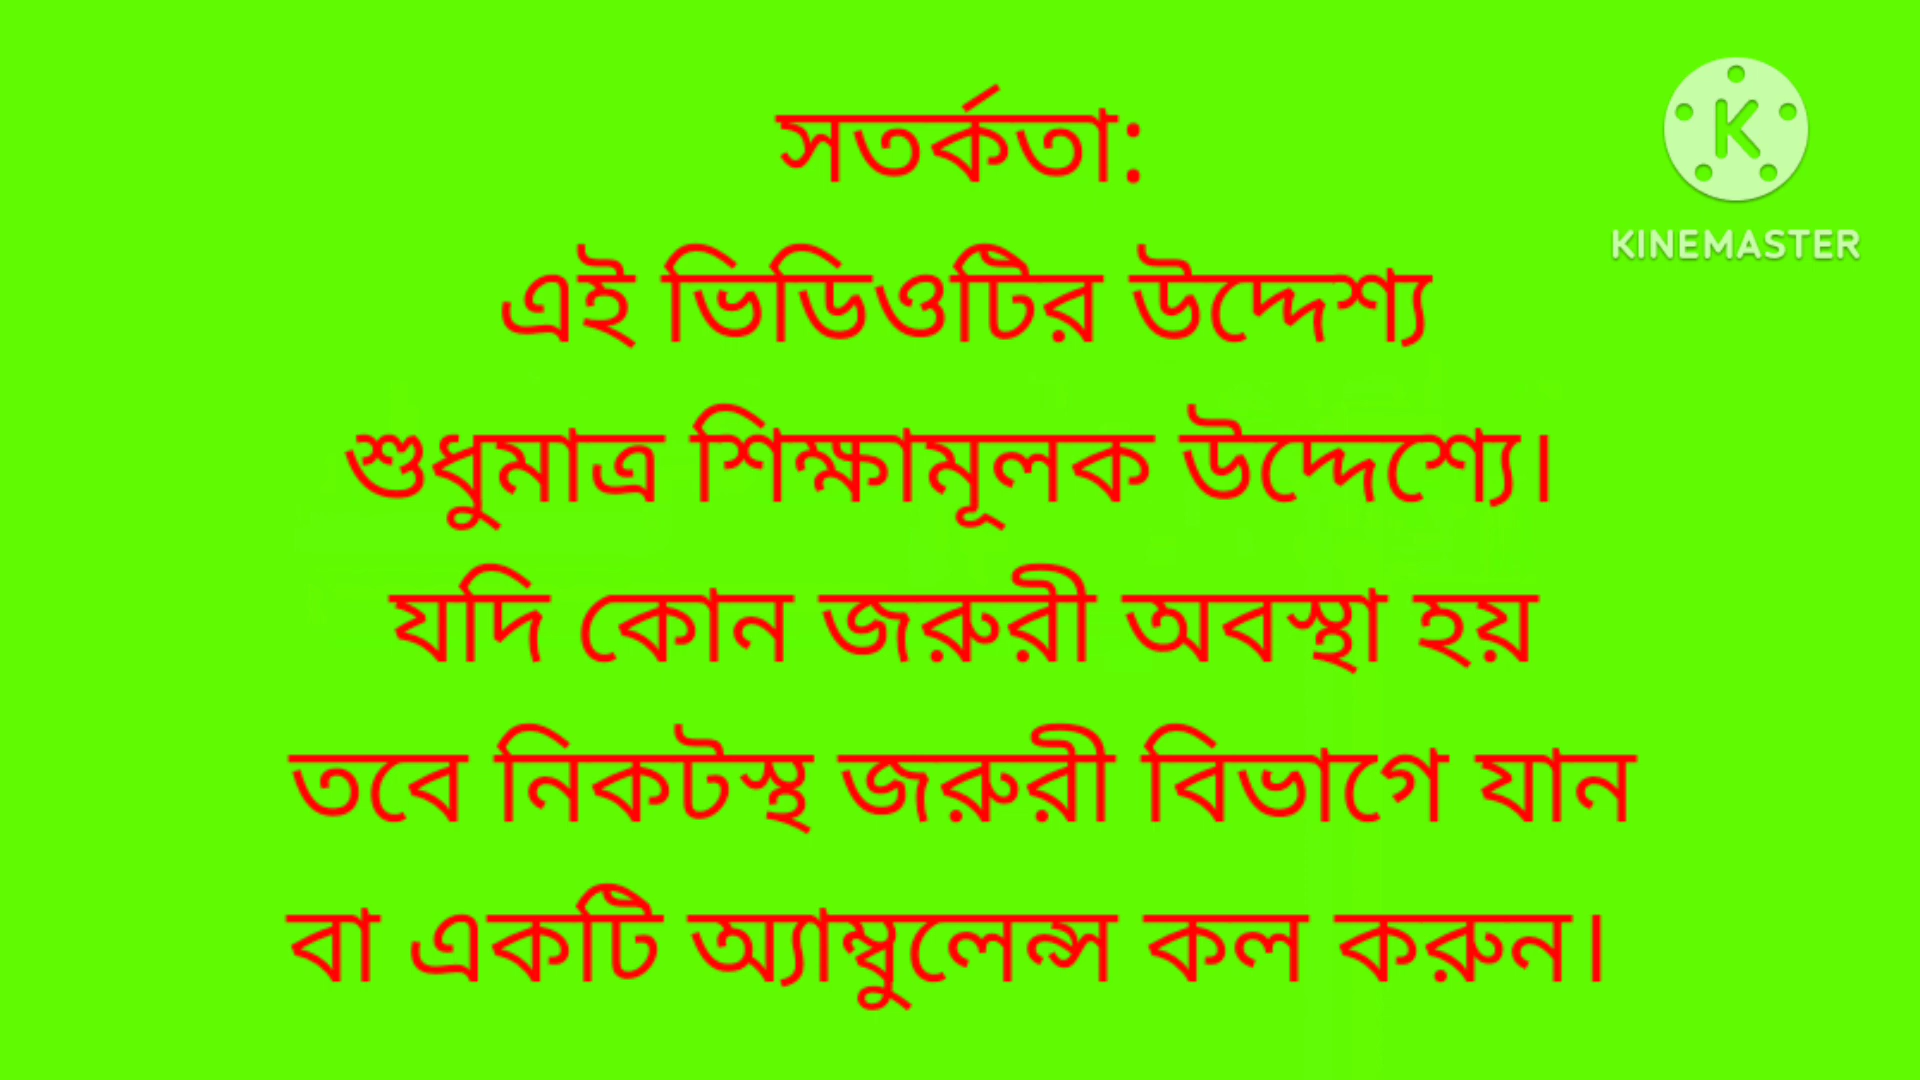 সতর্কতা:
এই ভিডিওটির উদ্দেশ্য
শুধুমাত্র শিক্ষামূলক উদ্দেশ্যে।
যদি কোন জরুরী অবস্থা হয়
তবে নিকটস্থ জরুরী বিভাগে যান
বা একটি অ্যাম্বুলেন্স কল করুন।
K
KINEMASTER